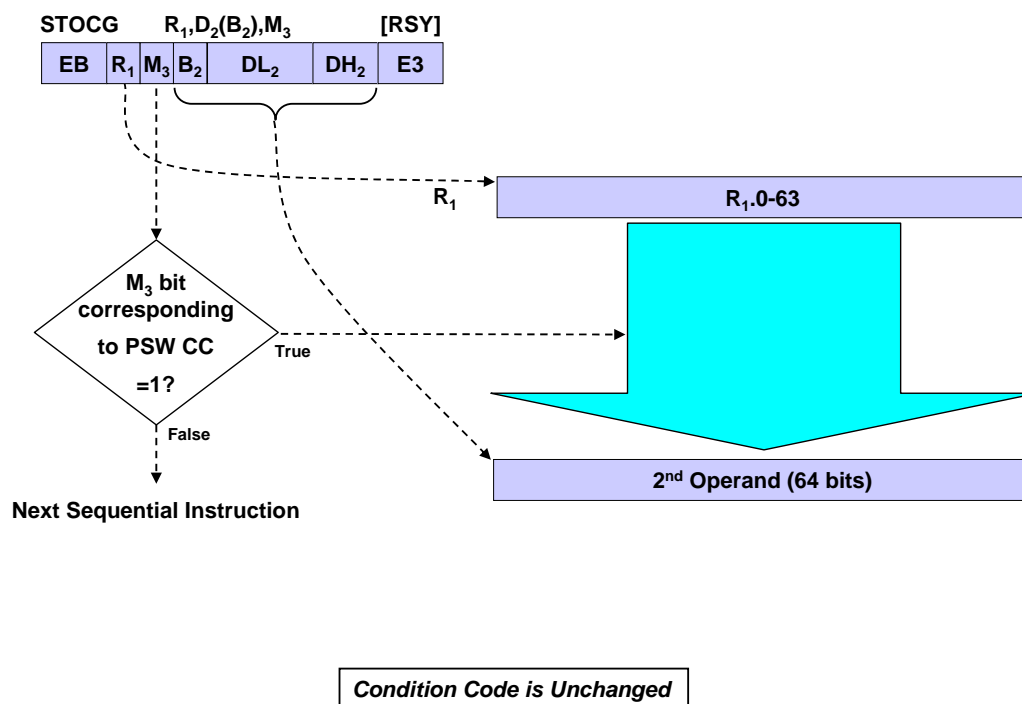 STOCG R₁,D₂(B₂),M₃ [RSY]
EB R₁ M₃ B₂ DL₂ DH₂ E3
R₁
R₁.0-63
M₃ bit
corresponding
to PSW CC
=1?
True
False
2nd Operand (64 bits)
Next Sequential Instruction
Condition Code is Unchanged